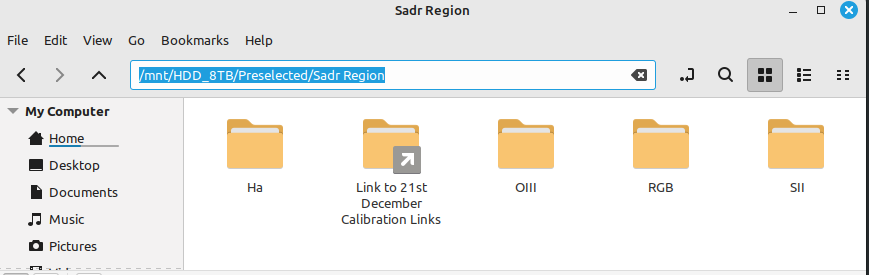 Sadr Region
File Edit View Go Bookmarks Help
/mnt/HDD_8TB/Preselected/Sadr Region
My Computer
Home
Desktop
Documents
Music
Pictures
Ha
Link to 21st
December
Calibration Links
OIII
RGB
SII